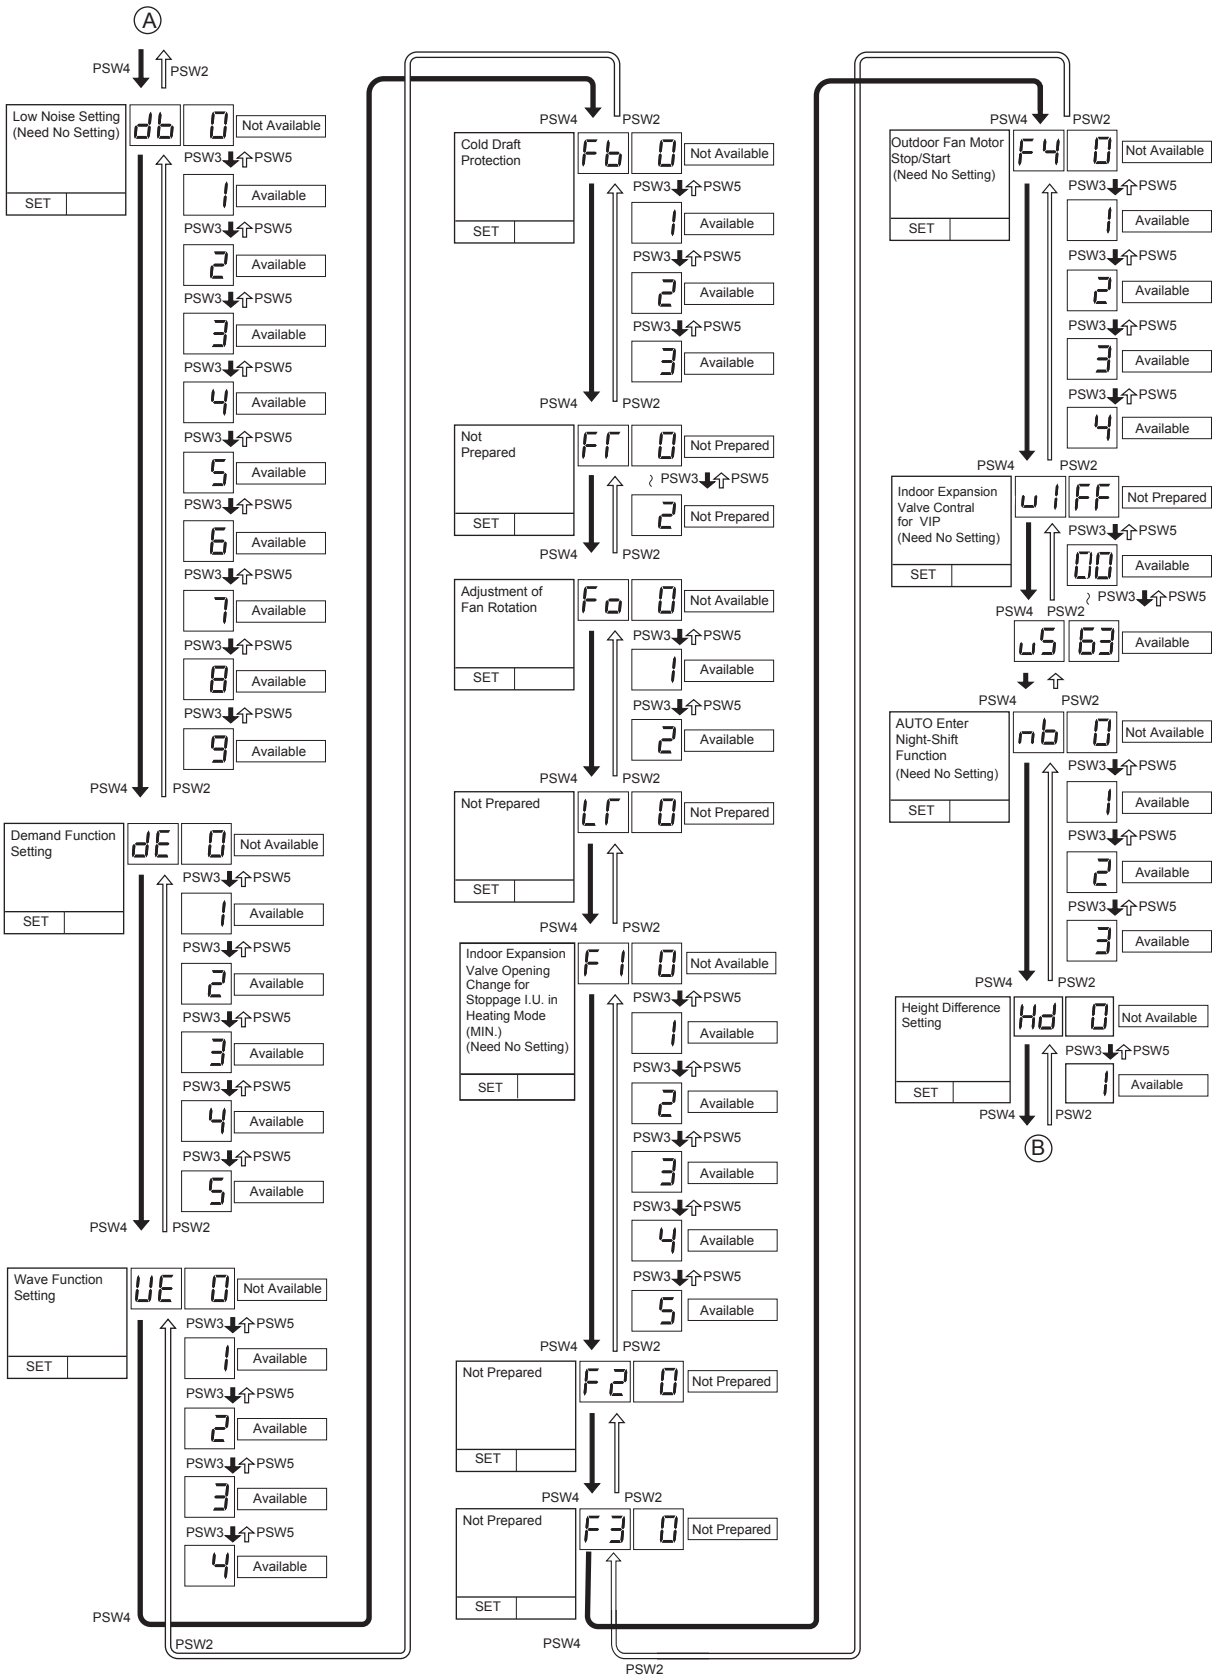 A
PSW4 PSW2
Low Noise Setting
(Need No Setting)
SET
db 0 Not Available
PSW3 PSW5
1 Available
PSW3 PSW5
2 Available
PSW3 PSW5
3 Available
PSW3 PSW5
4 Available
PSW3 PSW5
5 Available
PSW3 PSW5
6 Available
PSW3 PSW5
7 Available
PSW3 PSW5
8 Available
PSW3 PSW5
9 Available
PSW4 PSW2
Demand Function
Setting
SET
dE 0 Not Available
PSW3 PSW5
1 Available
PSW3 PSW5
2 Available
PSW3 PSW5
3 Available
PSW3 PSW5
4 Available
PSW3 PSW5
5 Available
PSW4 PSW2
Wave Function
Setting
SET
UE 0 Not Available
PSW3 PSW5
1 Available
PSW3 PSW5
2 Available
PSW3 PSW5
3 Available
PSW3 PSW5
4 Available
PSW4
PSW2
PSW4 PSW2
Cold Draft
Protection
SET
Fb 0 Not Available
PSW3 PSW5
1 Available
PSW3 PSW5
2 Available
PSW3 PSW5
3 Available
PSW4 PSW2
Not
Prepared
SET
FΓ 0 Not Prepared
~ PSW3 PSW5
2 Not Prepared
PSW4 PSW2
Adjustment of
Fan Rotation
SET
Fo 0 Not Available
PSW3 PSW5
1 Available
PSW3 PSW5
2 Available
PSW4 PSW2
Not Prepared
SET
LΓ 0 Not Prepared
PSW4 PSW2
Indoor Expansion
Valve Opening
Change for
Stoppage I.U. in
Heating Mode
(MIN.)
(Need No Setting)
SET
F1 0 Not Available
PSW3 PSW5
1 Available
PSW3 PSW5
2 Available
PSW3 PSW5
3 Available
PSW3 PSW5
4 Available
PSW3 PSW5
5 Available
PSW4 PSW2
Not Prepared
SET
F2 0 Not Prepared
PSW4 PSW2
Not Prepared
SET
F3 0 Not Prepared
PSW4
PSW2
PSW4 PSW2
Outdoor Fan Motor
Stop/Start
(Need No Setting)
SET
F4 0 Not Available
PSW3 PSW5
1 Available
PSW3 PSW5
2 Available
PSW3 PSW5
3 Available
PSW3 PSW5
4 Available
PSW4 PSW2
Indoor Expansion
Valve Contral
for VIP
(Need No Setting)
SET
u1 FF Not Prepared
PSW3 PSW5
00 Available
~ PSW3 PSW5
PSW4 PSW2
u5 63 Available
PSW4 PSW2
AUTO Enter
Night-Shift
Function
(Need No Setting)
SET
nb 0 Not Available
PSW3 PSW5
1 Available
PSW3 PSW5
2 Available
PSW3 PSW5
3 Available
PSW4 PSW2
Height Difference
Setting
SET
Hd 0 Not Available
PSW3 PSW5
1 Available
PSW4 PSW2
B